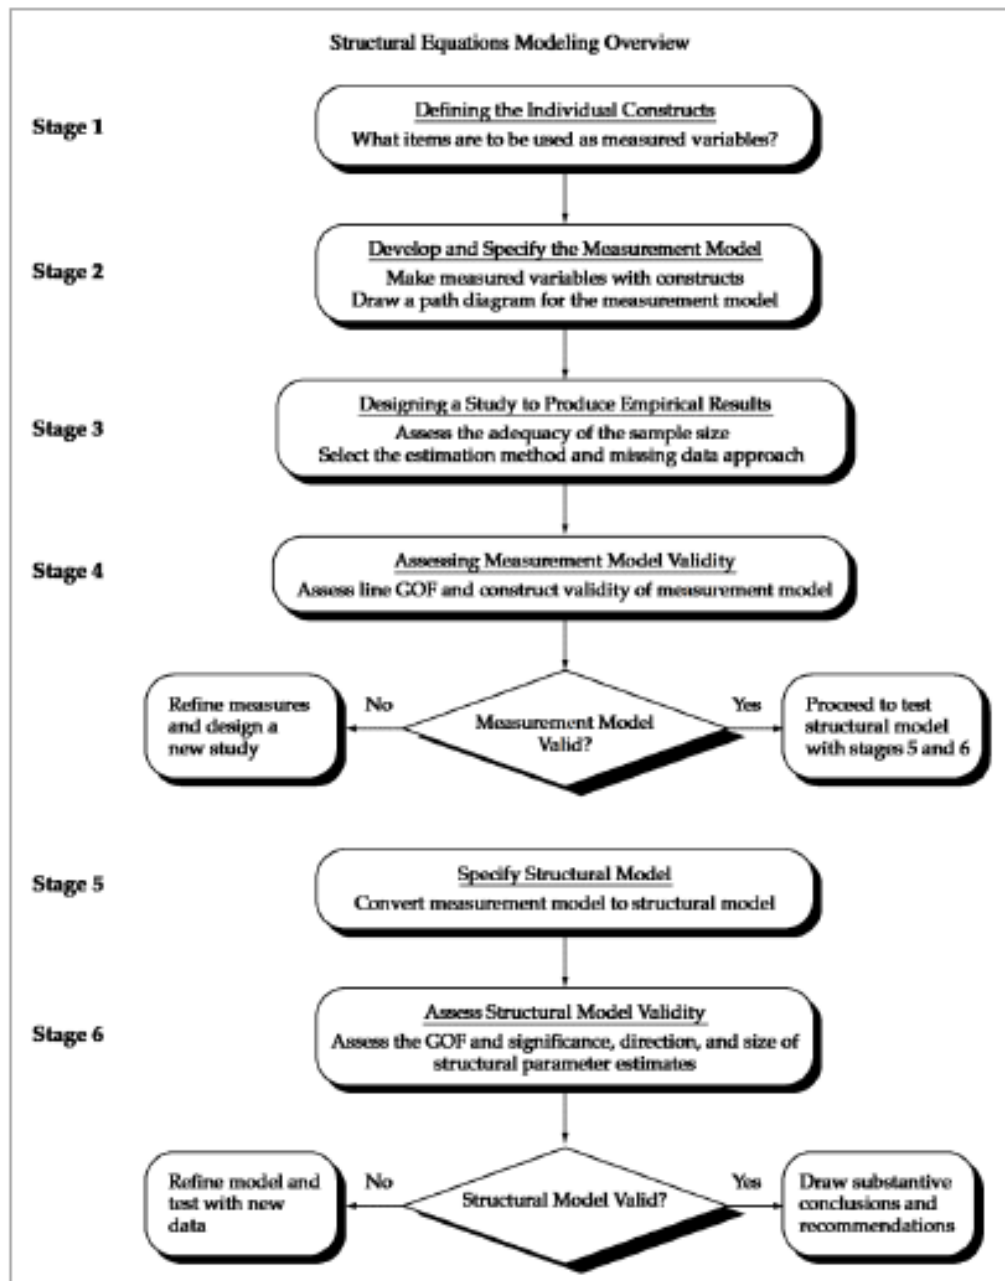 Structural Equations Modeling Overview
Stage 1
Defining the Individual Constructs
What items are to be used as measured variables?
Stage 2
Develop and Specify the Measurement Model
Make measured variables with constructs
Draw a path diagram for the measurement model
Stage 3
Designing a Study to Produce Empirical Results
Assess the adequacy of the sample size
Select the estimation method and missing data approach
Stage 4
Assessing Measurement Model Validity
Assess line GOF and construct validity of measurement model
Refine measures
and design a
new study
No
Measurement Model
Valid?
Yes
Proceed to test
structural model
with stages 5 and 6
Stage 5
Specify Structural Model
Convert measurement model to structural model
Stage 6
Assess Structural Model Validity
Assess the GOF and significance, direction, and size of
structural parameter estimates
Refine model and
test with new
data
No
Structural Model Valid?
Yes
Draw substantive
conclusions and
recommendations